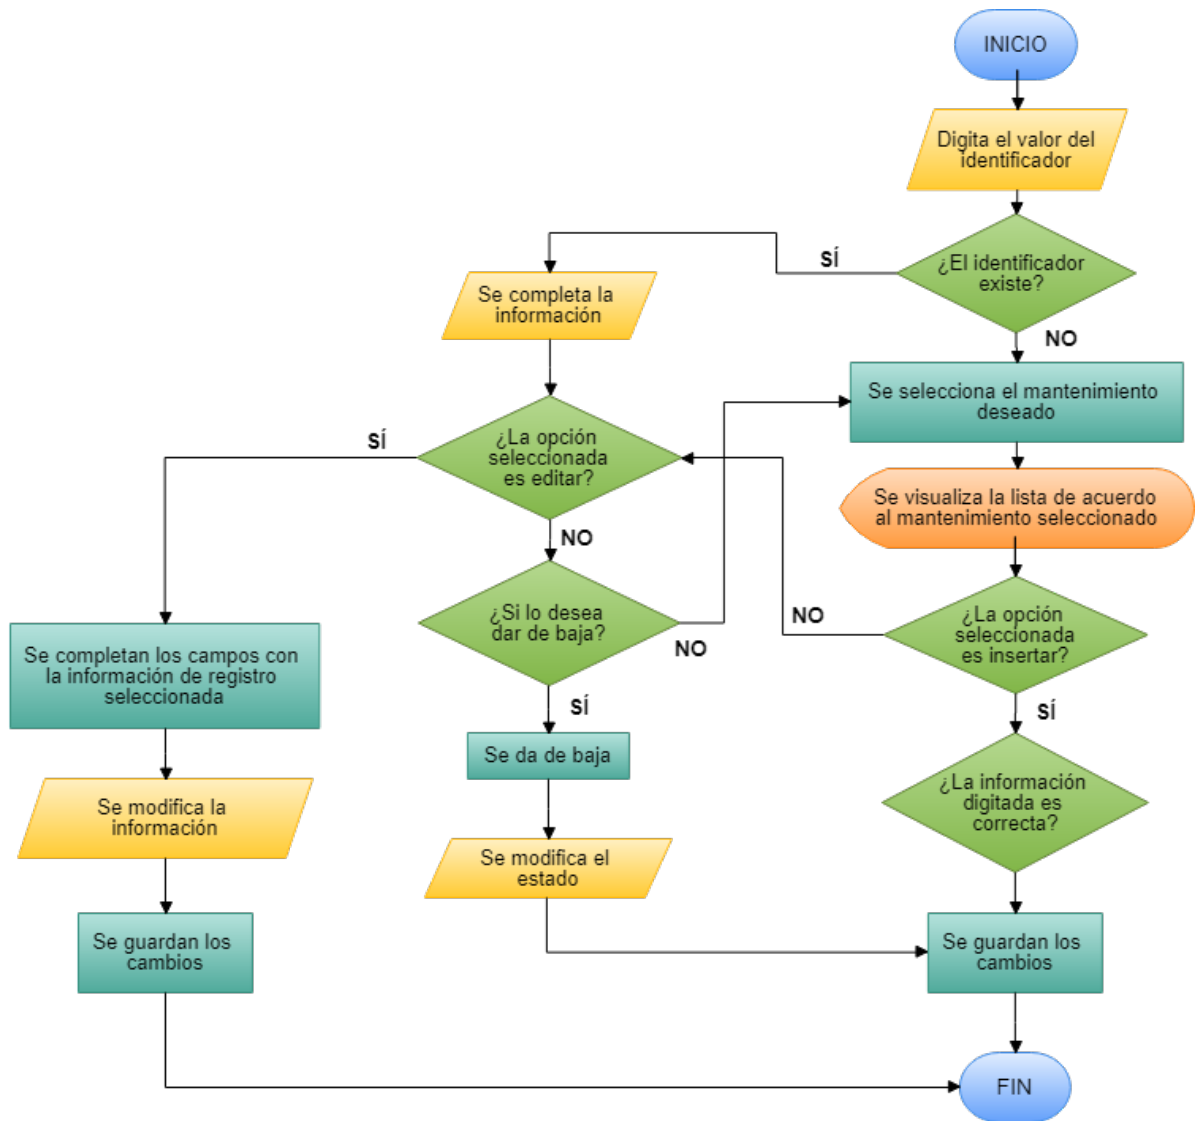 INICIO
Digita el valor del
identificador
¿El identificador
existe?
SÍ
NO
Se completa la
información
Se selecciona el mantenimiento
deseado
¿La opción
seleccionada
es editar?
SÍ
NO
Se visualiza la lista de acuerdo
al mantenimiento seleccionado
¿Si lo desea
dar de baja?
NO
SÍ
¿La opción
seleccionada
es insertar?
NO
SÍ
Se completan los campos con
la información de registro
seleccionada
Se da de baja
¿La información
digitada es
correcta?
Se modifica la
información
Se modifica el
estado
Se guardan los
cambios
Se guardan los
cambios
FIN